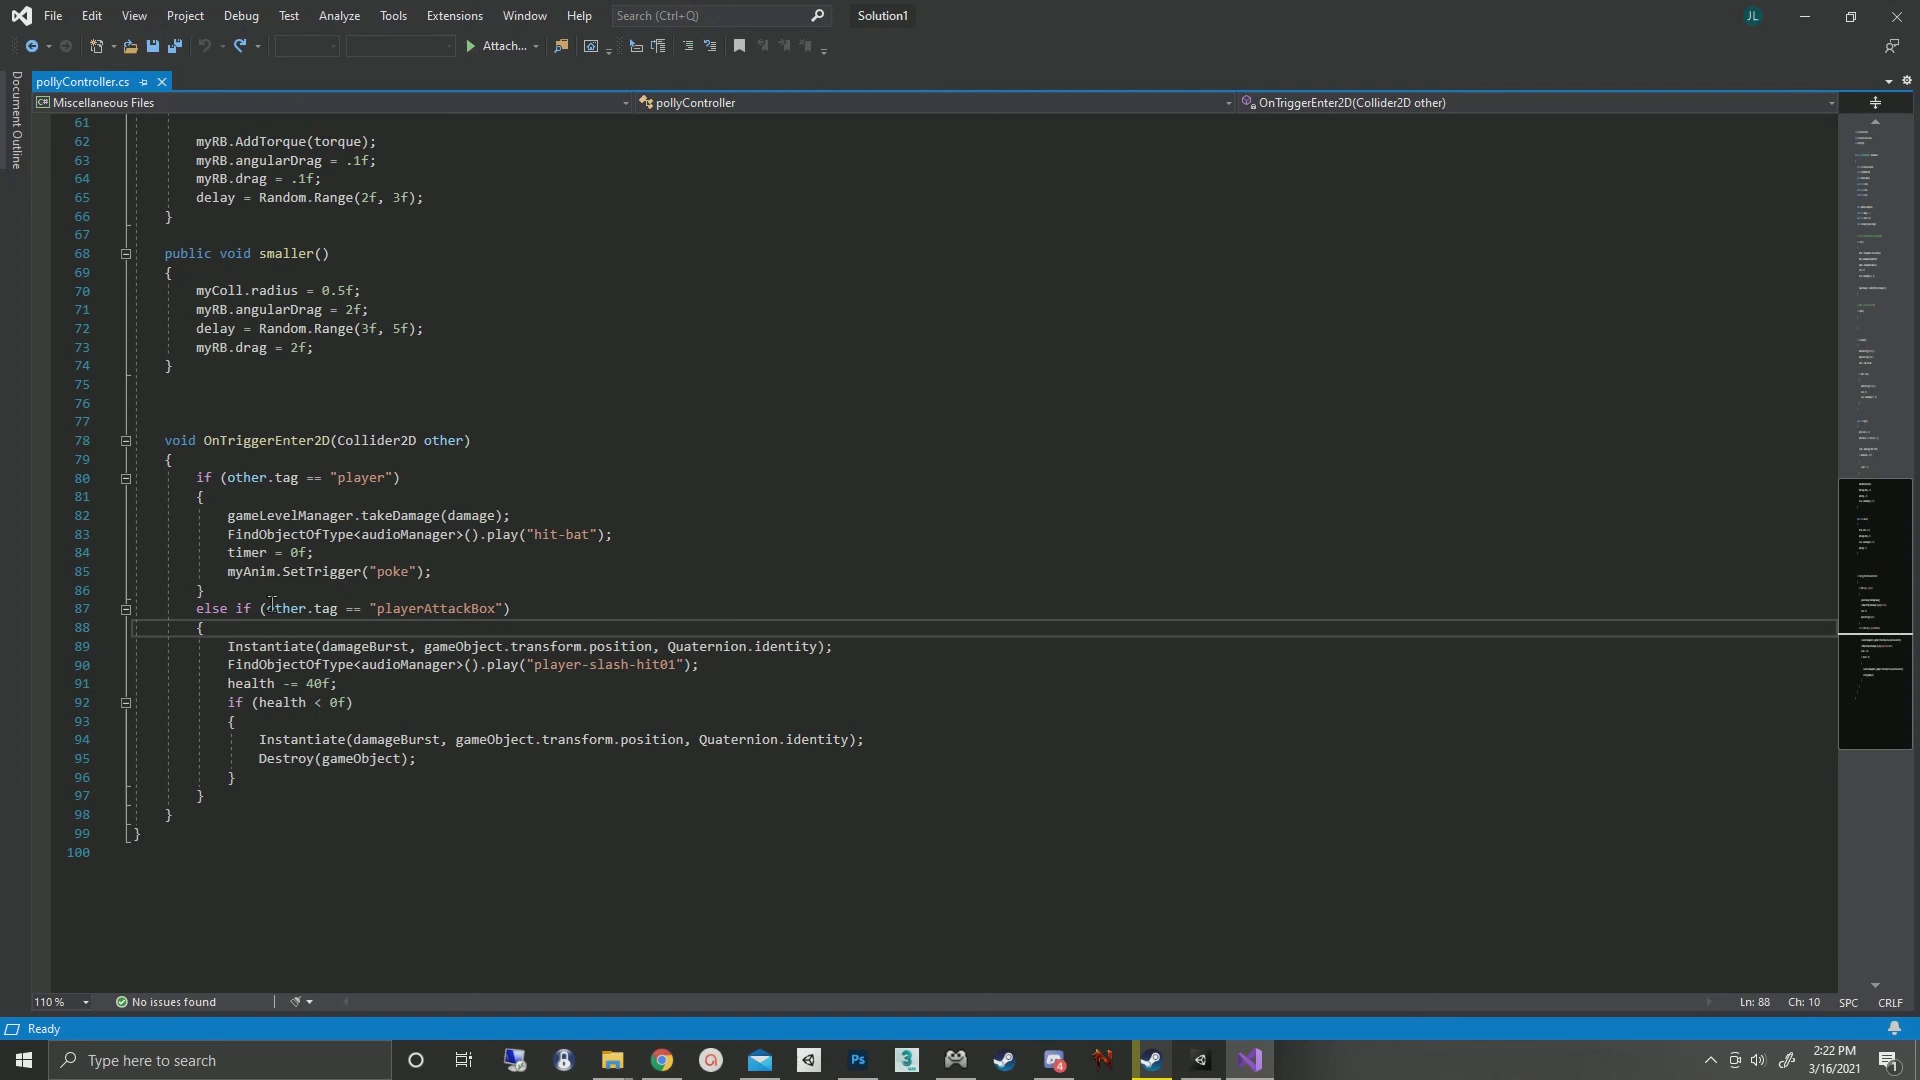 File Edit View Project Debug Test Analyze Tools Extensions Window Help Search (Ctrl+Q) Solution1 JL
Attach...
Document Outline
pollyController.cs
Miscellaneous Files pollyController OnTriggerEnter2D(Collider2D other)
61
62 myRB.AddTorque(torque);
63 myRB.angularDrag = .1f;
64 myRB.drag = .1f;
65 delay = Random.Range(2f, 3f);
66 }
67
68 public void smaller()
69 {
70 myColl.radius = 0.5f;
71 myRB.angularDrag = 2f;
72 delay = Random.Range(3f, 5f);
73 myRB.drag = 2f;
74 }
75
76
77
78 void OnTriggerEnter2D(Collider2D other)
79 {
80 if (other.tag == "player")
81 {
82 gameLevelManager.takeDamage(damage);
83 FindObjectOfType<audioManager>().play("hit-bat");
84 timer = 0f;
85 myAnim.SetTrigger("poke");
86 }
87 else if (other.tag == "playerAttackBox")
88 {
89 Instantiate(damageBurst, gameObject.transform.position, Quaternion.identity);
90 FindObjectOfType<audioManager>().play("player-slash-hit01");
91 health -= 40f;
92 if (health < 0f)
93 {
94 Instantiate(damageBurst, gameObject.transform.position, Quaternion.identity);
95 Destroy(gameObject);
96 }
97 }
98 }
99 }
100
110 % No issues found Ln: 88 Ch: 10 SPC CRLF
Ready
Type here to search Ps 3 4 2:22 PM
3/16/2021 1